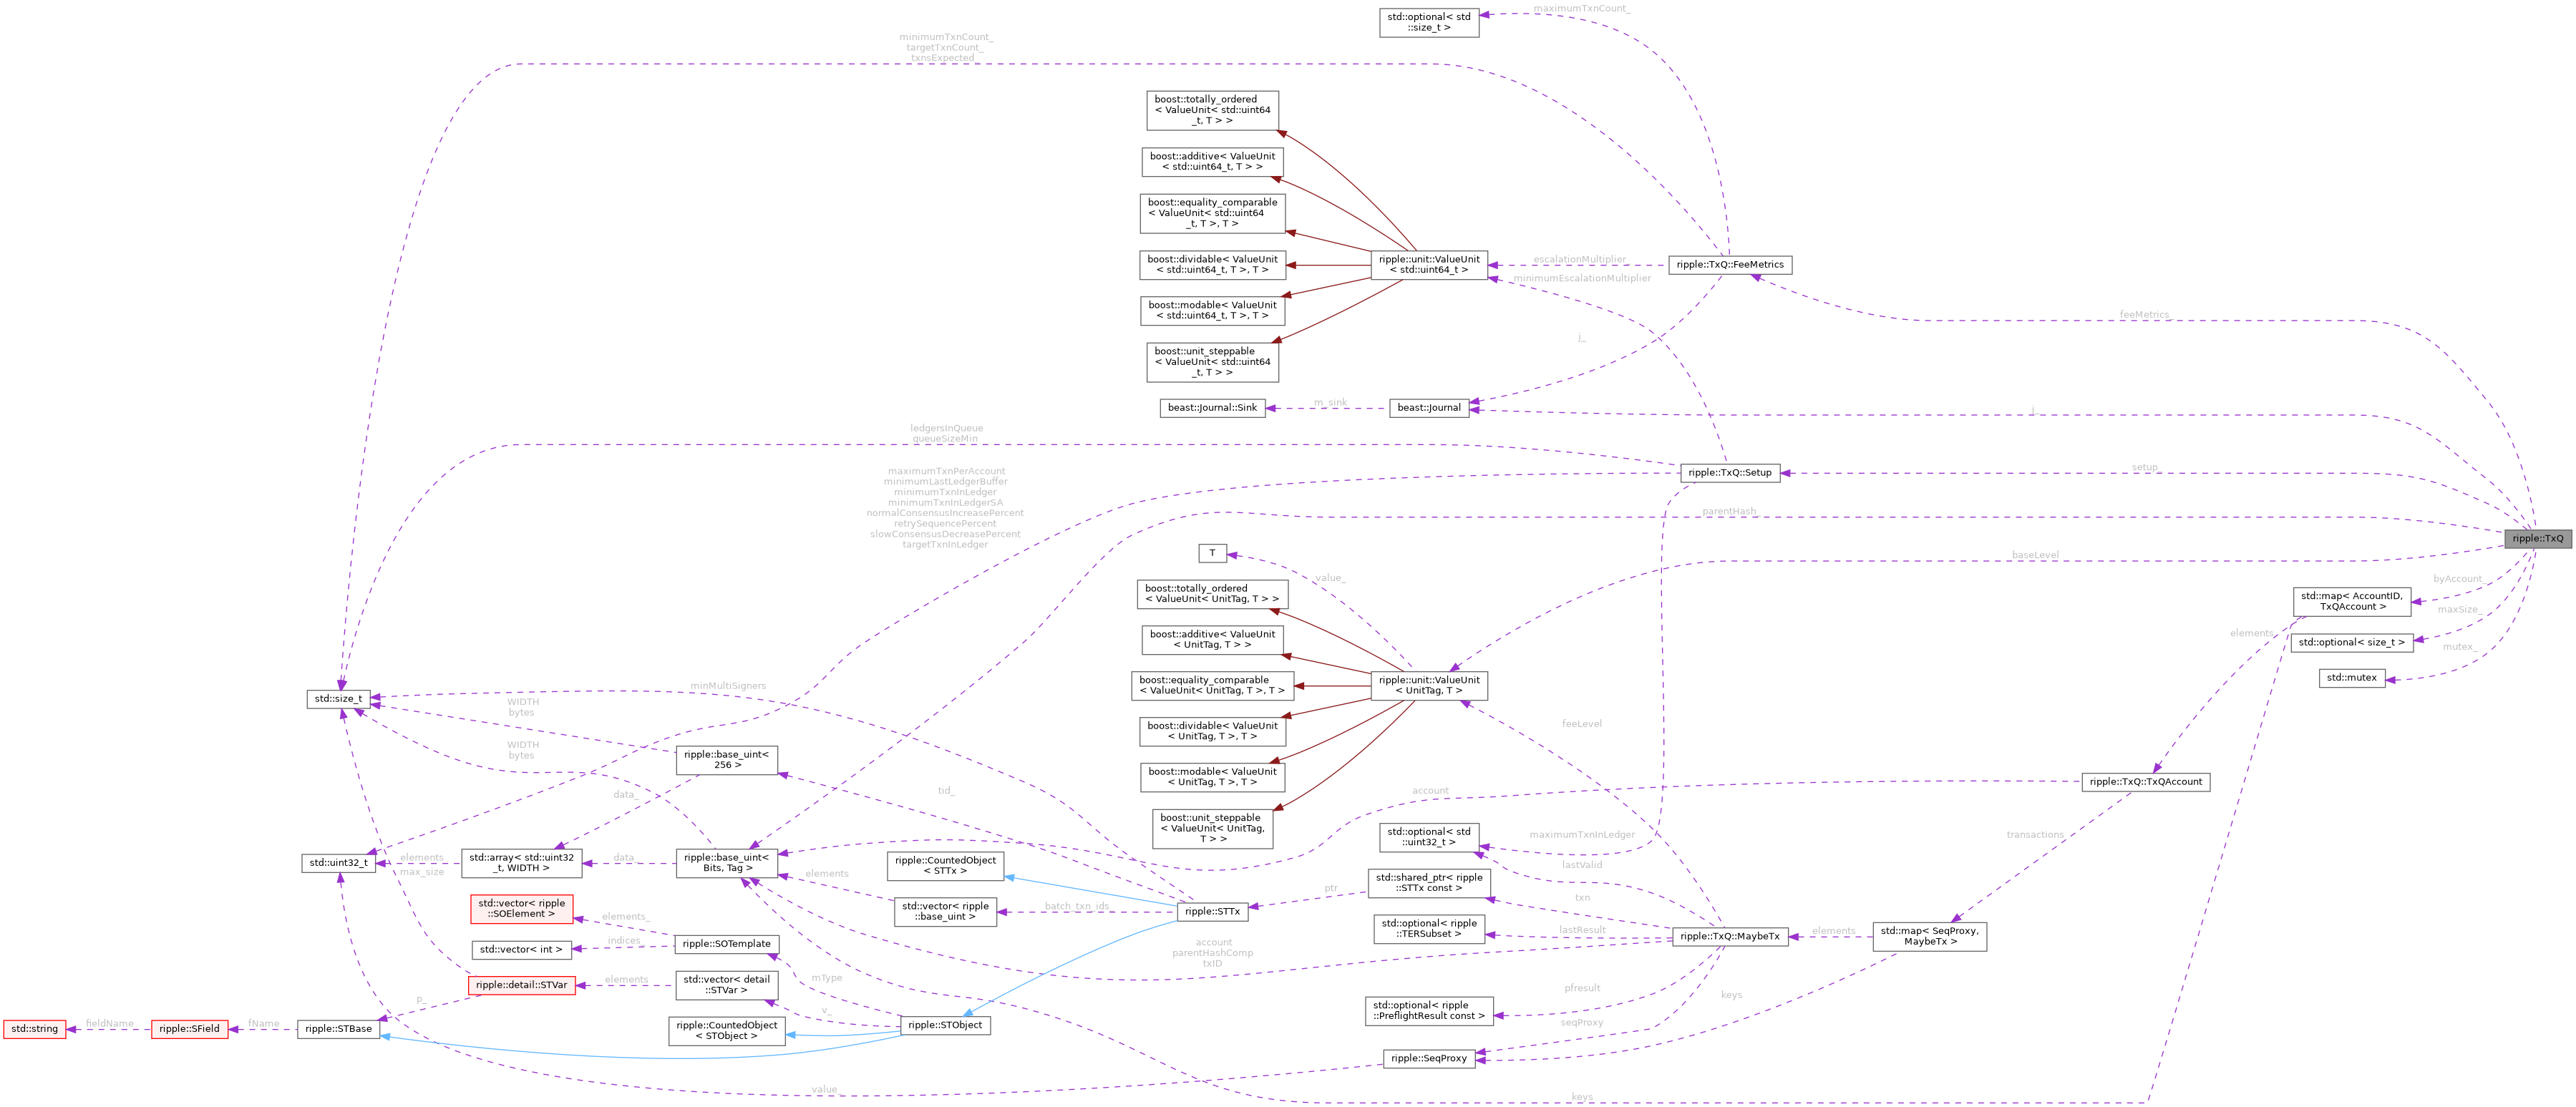 std::optional< std
::size_t >
maximumTxnCount_
minimumTxnCount_
targetTxnCount_
txnsExpected_
boost::totally_ordered
< ValueUnit< std::uint64
_t, T > >
boost::additive< ValueUnit
< std::uint64_t, T > >
boost::equality_comparable
< ValueUnit< std::uint64
_t, T >, T >
boost::dividable< ValueUnit
< std::uint64_t, T >, T >
boost::modable< ValueUnit
< std::uint64_t, T >, T >
boost::unit_steppable
< ValueUnit< std::uint64
_t, T > >
ripple::unit::ValueUnit
< std::uint64_t >
escalationMultiplier_
minimumEscalationMultiplier
ripple::TxQ::FeeMetrics
feeMetrics_
j_
beast::Journal::Sink
m_sink
beast::Journal
j_
ledgersInQueue
queueSizeMin
ripple::TxQ::Setup
setup_
maximumTxnPerAccount
minimumLastLedgerBuffer
minimumTxnInLedger
minimumTxnInLedgerSA
normalConsensusIncreasePercent
retrySequencePercent
slowConsensusDecreasePercent
targetTxnInLedger
parentHash_
ripple::TxQ
T
value_
baseLevel
boost::totally_ordered
< ValueUnit< UnitTag, T > >
boost::additive< ValueUnit
< UnitTag, T > >
boost::equality_comparable
< ValueUnit< UnitTag, T >, T >
boost::dividable< ValueUnit
< UnitTag, T >, T >
boost::modable< ValueUnit
< UnitTag, T >, T >
boost::unit_steppable
< ValueUnit< UnitTag,
T > >
ripple::unit::ValueUnit
< UnitTag, T >
byAccount_
std::map< AccountID,
TxQAccount >
maxSize_
std::optional< size_t >
elements
mutex_
std::mutex
std::size_t
minMultiSigners
WIDTH
bytes
WIDTH
bytes
ripple::base_uint<
256 >
feeLevel
tid_
data_
account
ripple::TxQ::TxQAccount
transactions
std::optional< std
::uint32_t >
maximumTxnInLedger
lastValid
std::uint32_t
elements
max_size
std::array< std::uint32
_t, WIDTH >
data_
ripple::base_uint<
Bits, Tag >
ripple::CountedObject
< STTx >
elements
std::shared_ptr< ripple
::STTx const >
ptr
txn
std::vector< ripple
::SOElement >
elements_
std::vector< ripple
::base_uint >
batch_txn_ids_
ripple::STTx
std::optional< ripple
::TERSubset >
lastResult
ripple::TxQ::MaybeTx
elements
std::map< SeqProxy,
MaybeTx >
std::vector< int >
indices_
ripple::SOTemplate
account
parentHashComp
txID
ripple::detail::STVar
elements
std::vector< detail
::STVar >
mType
pfresult
keys
p_
v_
std::optional< ripple
::PreflightResult const >
std::string
fieldName
ripple::SField
fName
ripple::STBase
ripple::CountedObject
< STObject >
ripple::STObject
seqProxy
ripple::SeqProxy
value_
keys